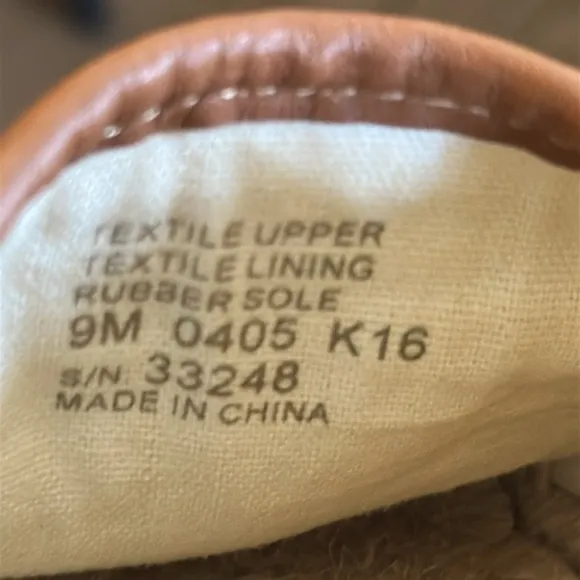 TEXTILE UPPER
TEXTILE LINING
RUBBER SOLE
9M 0405 K16
S/N: 33248
MADE IN CHINA